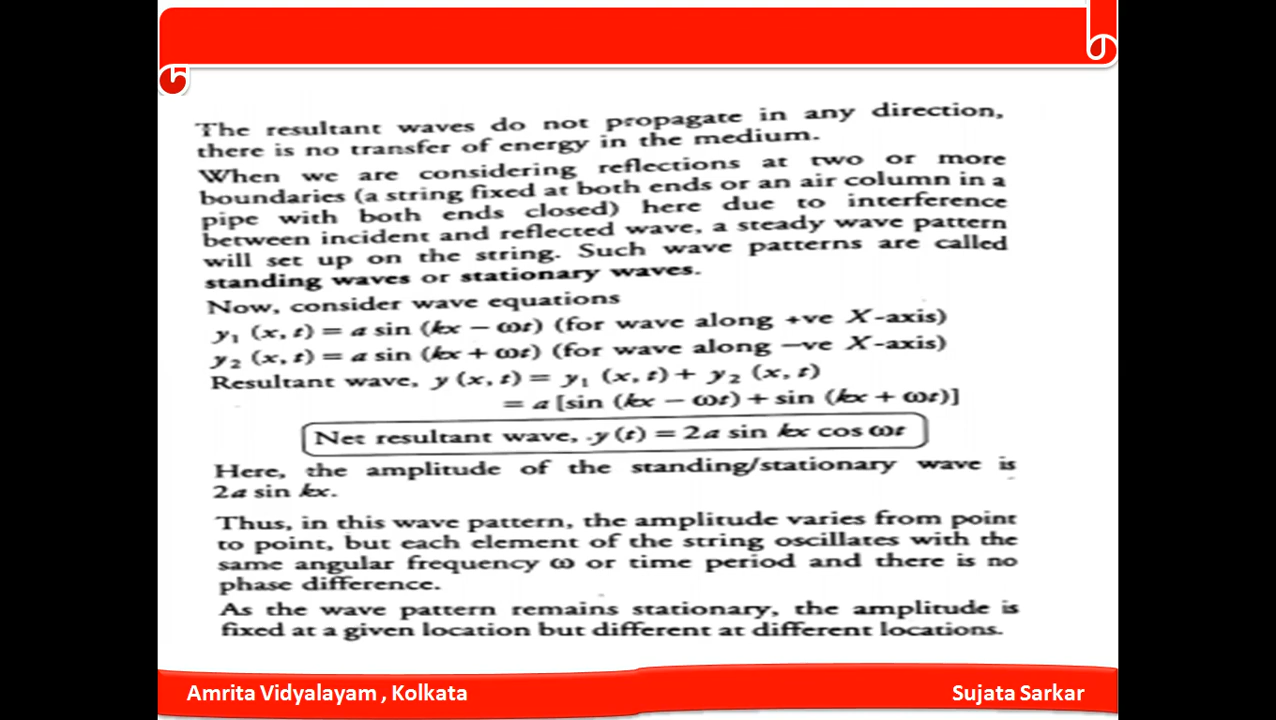 The resultant waves do not propagate in any direction,
there is no transfer of energy in the medium.
When we are considering reflections at two or more
boundaries (a string fixed at both ends or an air column in a
pipe with both ends closed) here due to interference
between incident and reflected wave, a steady wave pattern
will set up on the string. Such wave patterns are called
standing waves or stationary waves.
Now, consider wave equations
y₁ (x, t) = a sin (kx − ωt) (for wave along +ve X-axis)
y₂ (x, t) = a sin (kx + ωt) (for wave along −ve X-axis)
Resultant wave, y (x, t) = y₁ (x, t) + y₂ (x, t)
= a [sin (kx − ωt) + sin (kx + ωt)]
Net resultant wave, y(t) = 2a sin kx cos ωt
Here, the amplitude of the standing/stationary wave is
2a sin kx.
Thus, in this wave pattern, the amplitude varies from point
to point, but each element of the string oscillates with the
same angular frequency ω or time period and there is no
phase difference.
As the wave pattern remains stationary, the amplitude is
fixed at a given location but different at different locations.
Amrita Vidyalayam , Kolkata
Sujata Sarkar